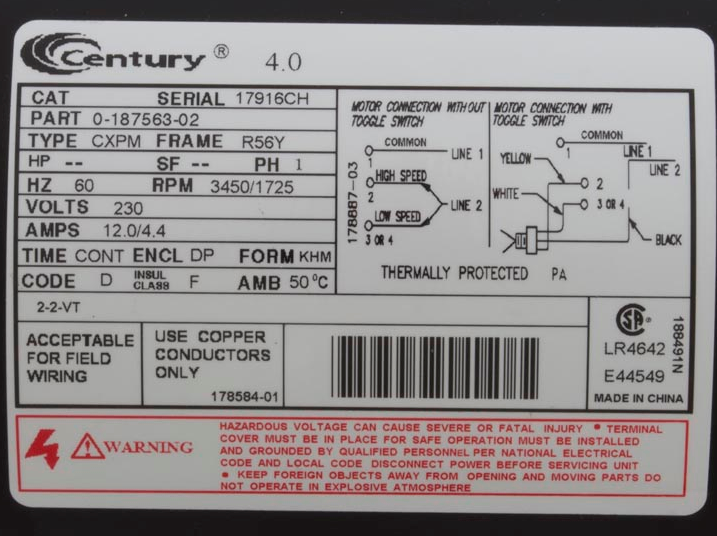 Century ® 4.0
CAT SERIAL 17916CH
PART 0-187563-02
TYPE CXPM FRAME R56Y
HP -- SF -- PH 1
HZ 60 RPM 3450/1725
VOLTS 230
AMPS 12.0/4.4
TIME CONT ENCL DP FORM KHM
CODE D INSUL CLASS F AMB 50°C
MOTOR CONNECTION WITH OUT
TOGGLE SWITCH
COMMON
1
LINE 1
HIGH SPEED
2
LINE 2
LOW SPEED
3 OR 4
178887-03
MOTOR CONNECTION WITH
TOGGLE SWITCH
COMMON
1
LINE 1
LINE 2
YELLOW
2
WHITE
3 OR 4
BLACK
THERMALLY PROTECTED PA
2-2-VT
ACCEPTABLE
FOR FIELD
WIRING
USE COPPER
CONDUCTORS
ONLY
178584-01
SA ®
LR4642
E44549
188491N
MADE IN CHINA
WARNING
HAZARDOUS VOLTAGE CAN CAUSE SEVERE OR FATAL INJURY * TERMINAL
COVER MUST BE IN PLACE FOR SAFE OPERATION MUST BE INSTALLED
AND GROUNDED BY QUALIFIED PERSONNEL PER NATIONAL ELECTRICAL
CODE AND LOCAL CODE DISCONNECT POWER BEFORE SERVICING UNIT
* KEEP FOREIGN OBJECTS AWAY FROM OPENING AND MOVING PARTS DO
NOT OPERATE IN EXPLOSIVE ATMOSPHERE